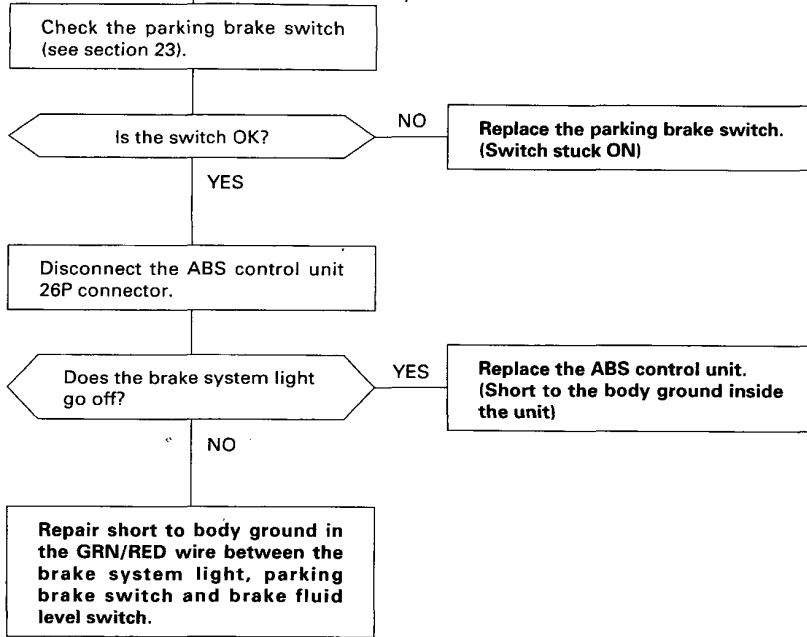 Check the parking brake switch
(see section 23).
Is the switch OK?
NO
Replace the parking brake switch.
(Switch stuck ON)
YES
Disconnect the ABS control unit
26P connector.
Does the brake system light
go off?
YES
Replace the ABS control unit.
(Short to the body ground inside
the unit)
NO
Repair short to body ground in
the GRN/RED wire between the
brake system light, parking
brake switch and brake fluid
level switch.